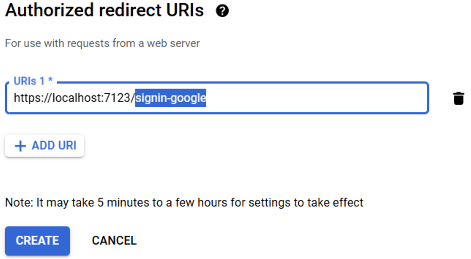 Authorized redirect URIs ?
For use with requests from a web server
URIs 1 *
https://localhost:7123/signin-google
+ ADD URI
Note: It may take 5 minutes to a few hours for settings to take effect
CREATE CANCEL